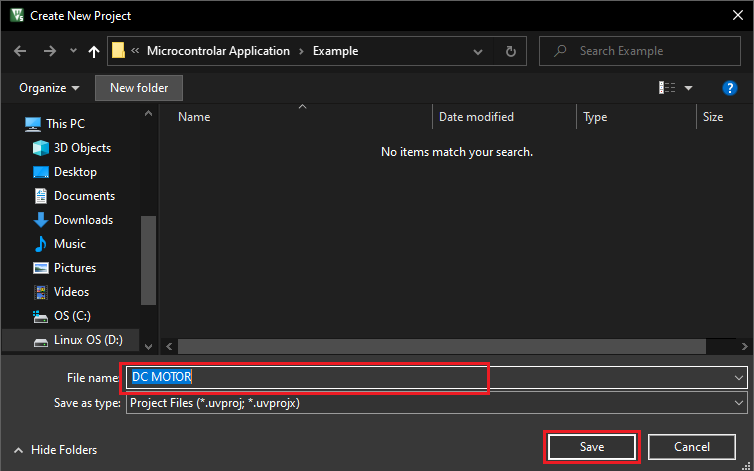 Create New Project
« Microcontrolar Application > Example
Search Example
Organize
New folder
?
Name
Date modified
Type
Size
No items match your search.
This PC
3D Objects
Desktop
Documents
Downloads
Music
Pictures
Videos
OS (C:)
Linux OS (D:)
File name:
DC MOTOR
Save as type:
Project Files (*.uvproj; *.uvprojx)
Hide Folders
Save
Cancel